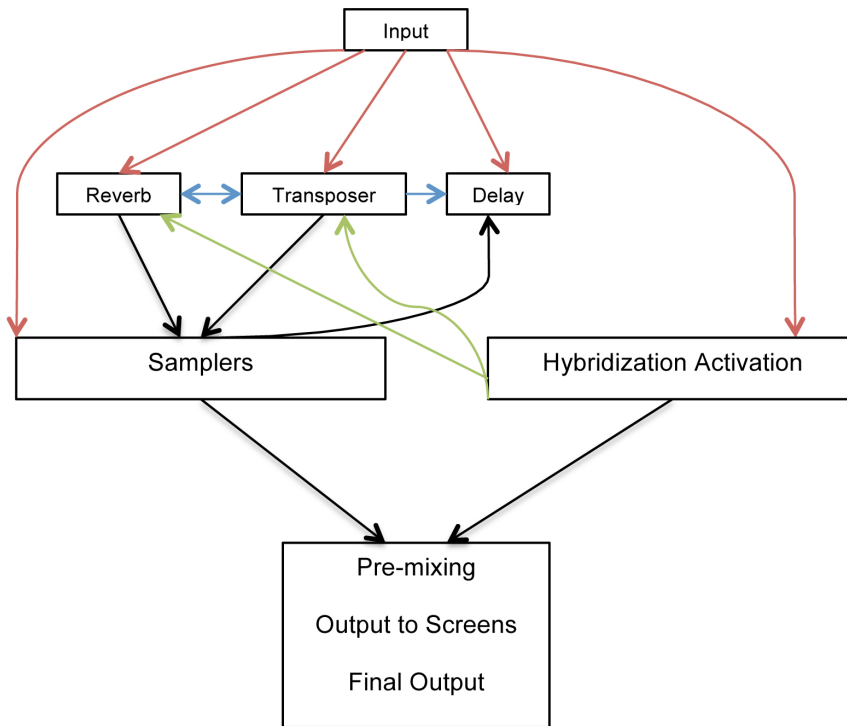 Input
Reverb
Transposer
Delay
Samplers
Hybridization Activation
Pre-mixing
Output to Screens
Final Output